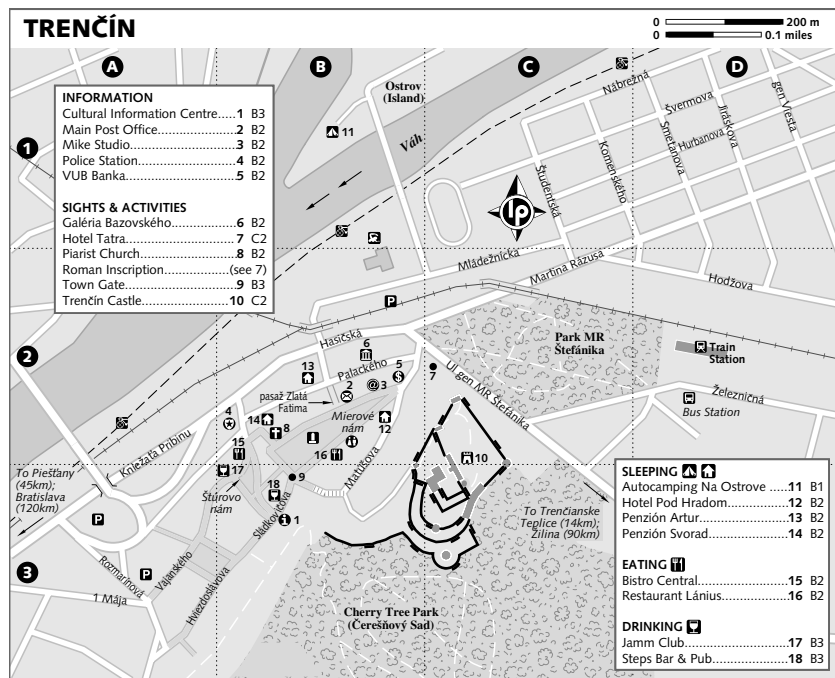 TRENČÍN
0 200 m
0 0.1 miles
A
B
C
D
1
2
3
INFORMATION
Cultural Information Centre.....1 B3
Main Post Office.....2 B2
Mike Studio.....3 B2
Police Station.....4 B2
VUB Banka.....5 B2
SIGHTS & ACTIVITIES
Galéria Bazovského.....6 B2
Hotel Tatra.....7 C2
Piarist Church.....8 B2
Roman Inscription.....(see 7)
Town Gate.....9 B3
Trenčín Castle.....10 C2
Ostrov
(Island)
11
Váh
Nábrežná
Švermova
gen Viesta
Jiráskova
Hurbanova
Smetanova
Komenského
Študentská
lp
Mládežnícka
Martina Rázusa
Hodžova
P
Hasičská
Park MR
Štefánika
Train
Station
Železničná
Bus Station
Ul gen MR Štefánika
6
13
Palackého
5
$
7
pasaž Zlatá
Fatima
2
@ 3
Mierové
nám
12
4
14
8
15
16
17
Kniežaťa Pribinu
Matúšova
10
9
18
1
To Piešťany
(45km);
Bratislava
(120km)
Štúrovo
nám
Sládkovičova
P
Rozmarínová
P
Vajanského
Hviezdoslavova
1 Mája
To Trenčianske
Teplice (14km);
Žilina (90km)
Cherry Tree Park
(Čerešňový Sad)
SLEEPING
Autocamping Na Ostrove.....11 B1
Hotel Pod Hradom.....12 B2
Penzión Artur.....13 B2
Penzión Svorad.....14 B2
EATING
Bistro Central.....15 B2
Restaurant Lánius.....16 B2
DRINKING
Jamm Club.....17 B3
Steps Bar & Pub.....18 B3